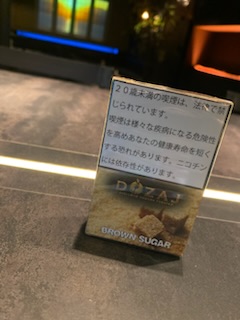 ２０歳未満の喫煙は、法律で禁
じられています。
喫煙は様々な疾病になる危険性
を高めあなたの健康寿命を短く
する恐れがあります。ニコチン
には依存性があります。
DOZAJ
BROWN SUGAR